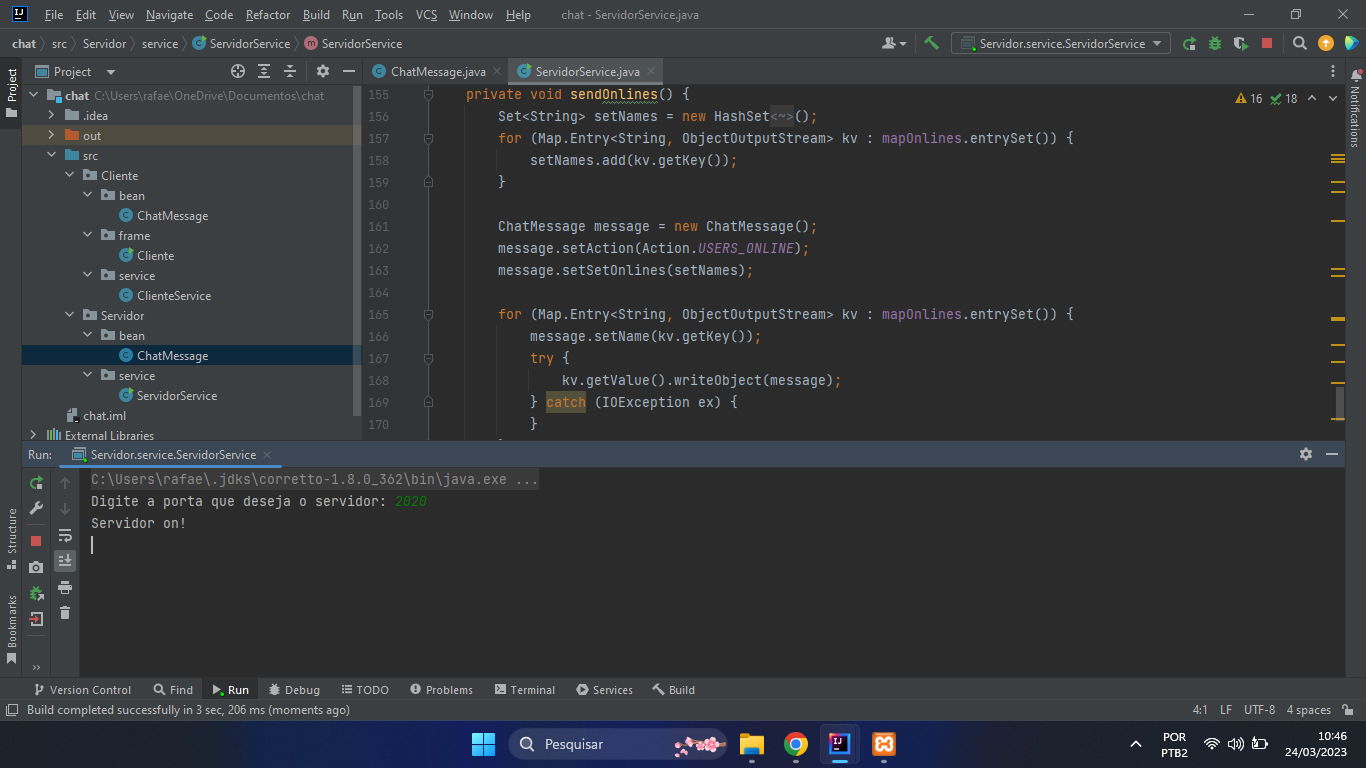 File Edit View Navigate Code Refactor Build Run Tools VCS Window Help chat - ServidorService.java
chat src Servidor service ServidorService ServidorService
Servidor.service.ServidorService
Project
Project
ChatMessage.java
ServidorService.java
Notifications
chat C:\Users\rafae\OneDrive\Documentos\chat
.idea
out
src
Cliente
bean
ChatMessage
frame
Cliente
service
ClienteService
Servidor
bean
ChatMessage
service
ServidorService
chat.iml
External Libraries
16 18
155 private void sendOnlines() {
156 Set<String> setNames = new HashSet<~>();
157 for (Map.Entry<String, ObjectOutputStream> kv : mapOnlines.entrySet()) {
158 setNames.add(kv.getKey());
159 }
160
161 ChatMessage message = new ChatMessage();
162 message.setAction(Action.USERS_ONLINE);
163 message.setSetOnlines(setNames);
164
165 for (Map.Entry<String, ObjectOutputStream> kv : mapOnlines.entrySet()) {
166 message.setName(kv.getKey());
167 try {
168 kv.getValue().writeObject(message);
169 } catch (IOException ex) {
170 }
Run: Servidor.service.ServidorService
C:\Users\rafae\.jdks\corretto-1.8.0_362\bin\java.exe ...
Digite a porta que deseja o servidor: 2020
Servidor on!
Structure
Bookmarks
Version Control Find Run Debug TODO Problems Terminal Services Build
Build completed successfully in 3 sec, 206 ms (moments ago)
4:1 LF UTF-8 4 spaces
Pesquisar
POR
PTB2
10:46
24/03/2023